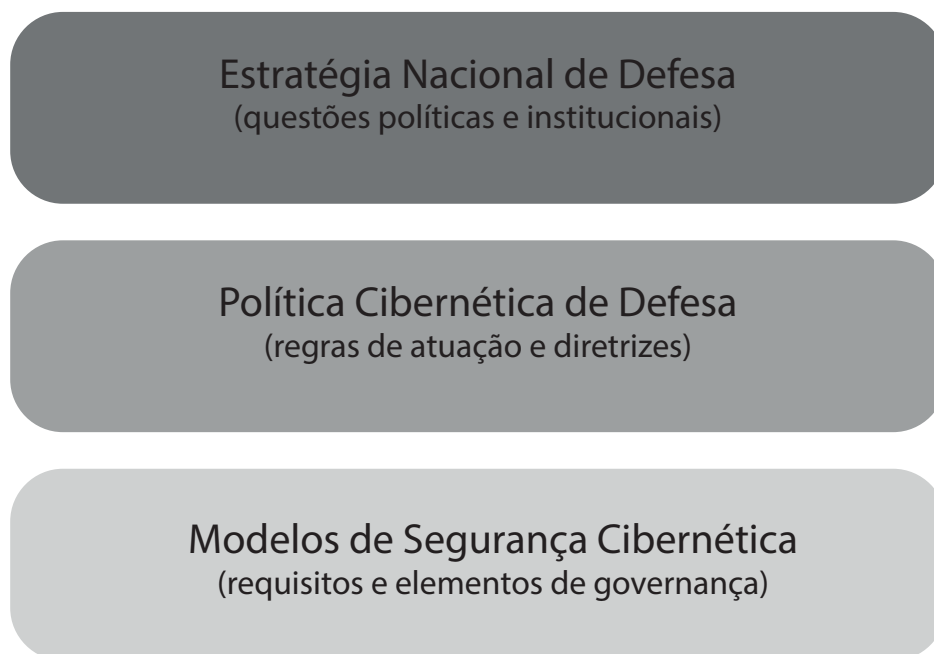 Estratégia Nacional de Defesa
(questões políticas e institucionais)
Política Cibernética de Defesa
(regras de atuação e diretrizes)
Modelos de Segurança Cibernética
(requisitos e elementos de governança)